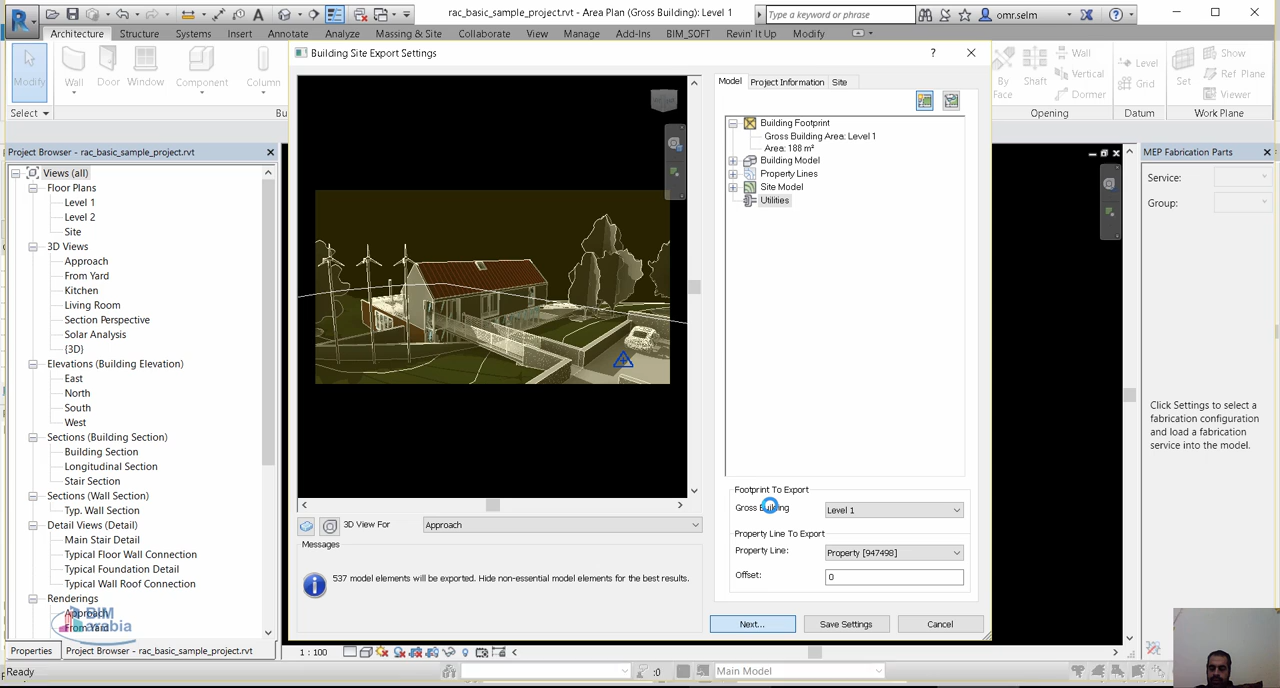 rac_basic_sample_project.rvt - Area Plan (Gross Building): Level 1
Type a keyword or phrase
omr.selm
Architecture
Structure
Systems
Insert
Annotate
Analyze
Massing & Site
Collaborate
View
Manage
Add-Ins
BIM_SOFT
Revin' It Up
Modify
Modify
Wall
Door
Window
Component
Column
By Face
Shaft
Wall
Vertical
Dormer
Level
Grid
Set
Show
Ref Plane
Viewer
Select
Bu
Opening
Datum
Work Plane
Project Browser - rac_basic_sample_project.rvt
Views (all)
Floor Plans
Level 1
Level 2
Site
3D Views
Approach
From Yard
Kitchen
Living Room
Section Perspective
Solar Analysis
{3D}
Elevations (Building Elevation)
East
North
South
West
Sections (Building Section)
Building Section
Longitudinal Section
Stair Section
Sections (Wall Section)
Typ. Wall Section
Detail Views (Detail)
Main Stair Detail
Typical Floor Wall Connection
Typical Foundation Detail
Typical Wall Roof Connection
Renderings
Approach
From Yard
BIM
arabia
Properties
Project Browser - rac_basic_sample_project.rvt
Ready
Building Site Export Settings
?
Model
Project Information
Site
Building Footprint
Gross Building Area: Level 1
Area: 188 m²
Building Model
Property Lines
Site Model
Utilities
3D View For
Approach
Messages
537 model elements will be exported. Hide non-essential model elements for the best results.
Footprint To Export
Gross Building
Level 1
Property Line To Export
Property Line:
Property [947498]
Offset:
0
Next...
Save Settings
Cancel
1 : 100
:0
Main Model
MEP Fabrication Parts
Service:
Group:
Click Settings to select a
fabrication configuration
and load a fabrication
service into the model.